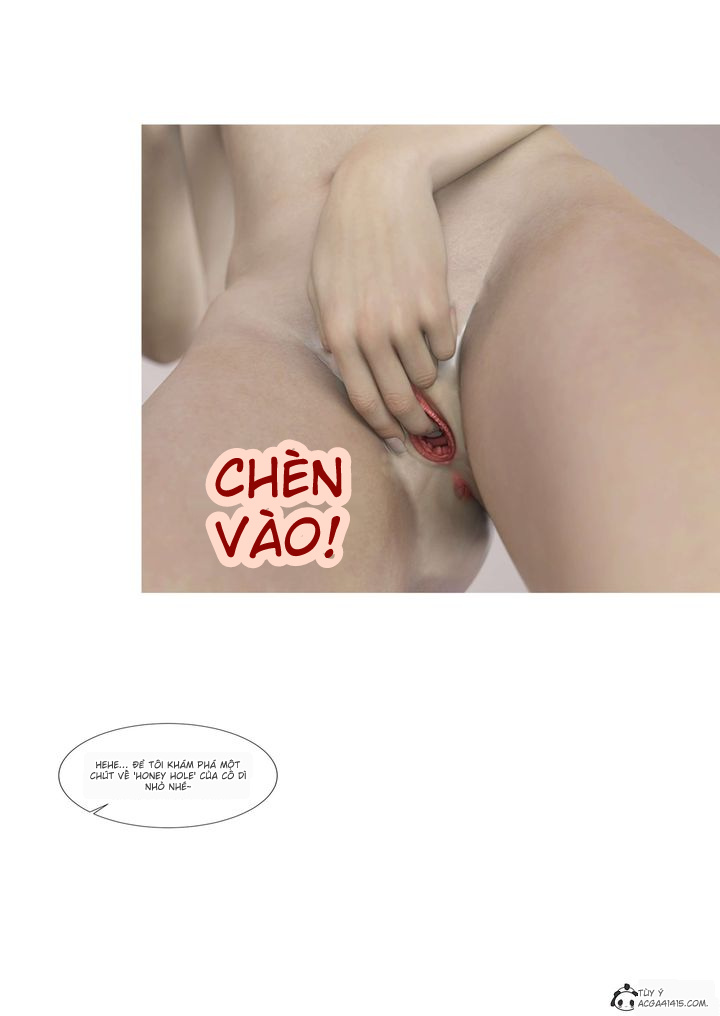 CHÈN
VÀO!
HEHE... ĐỂ TÔI KHÁM PHÁ MỘT
CHÚT VỀ 'HONEY HOLE' CỦA CÔ DÌ
NHỎ NHÉ~
TÙY Ý
ACGA41415.COM